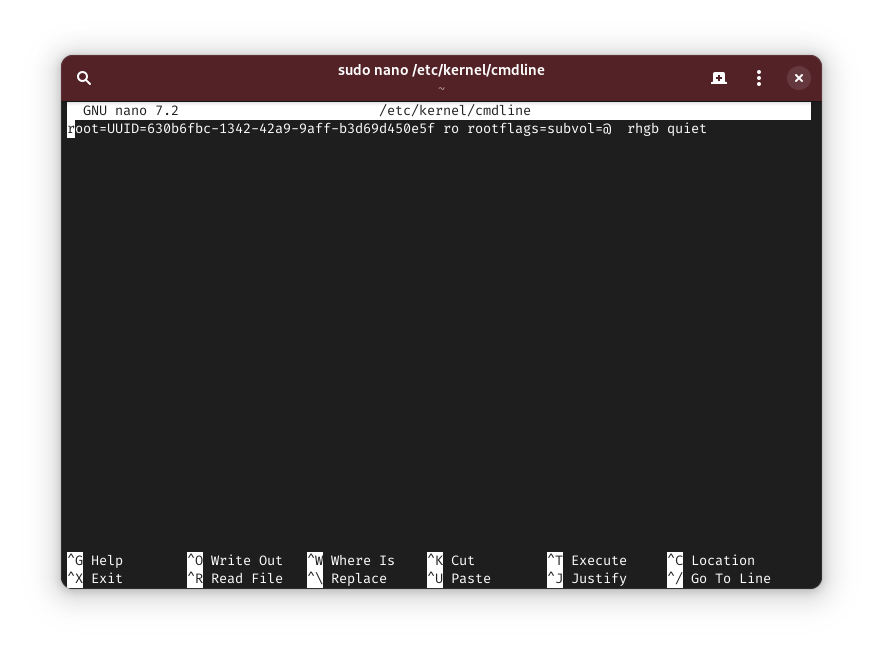 sudo nano /etc/kernel/cmdline
~
GNU nano 7.2 /etc/kernel/cmdline
root=UUID=630b6fbc-1342-42a9-9aff-b3d69d450e5f ro rootflags=subvol=@  rhgb quiet
^G Help ^O Write Out ^W Where Is ^K Cut ^T Execute ^C Location
^X Exit ^R Read File ^\ Replace ^U Paste ^J Justify ^/ Go To Line